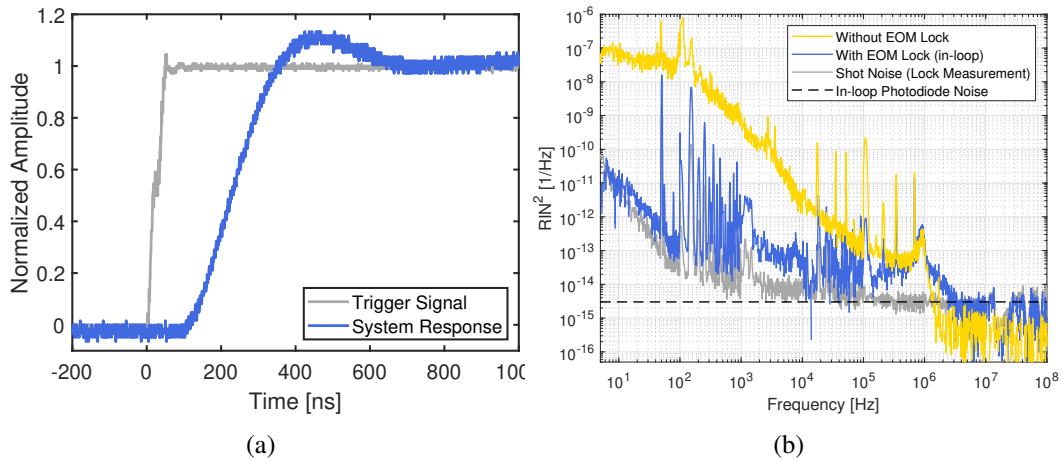 1.2
1
0.8
0.6
0.4
0.2
0
-200
0
200
400
600
800
100
Normalized Amplitude
Time [ns]
Trigger Signal
System Response
(a)
10^-6
10^-7
10^-8
10^-9
10^-10
10^-11
10^-12
10^-13
10^-14
10^-15
10^-16
10^1
10^2
10^3
10^4
10^5
10^6
10^7
10^8
RIN^2 [1/Hz]
Frequency [Hz]
Without EOM Lock
With EOM Lock (in-loop)
Shot Noise (Lock Measurement)
In-loop Photodiode Noise
(b)